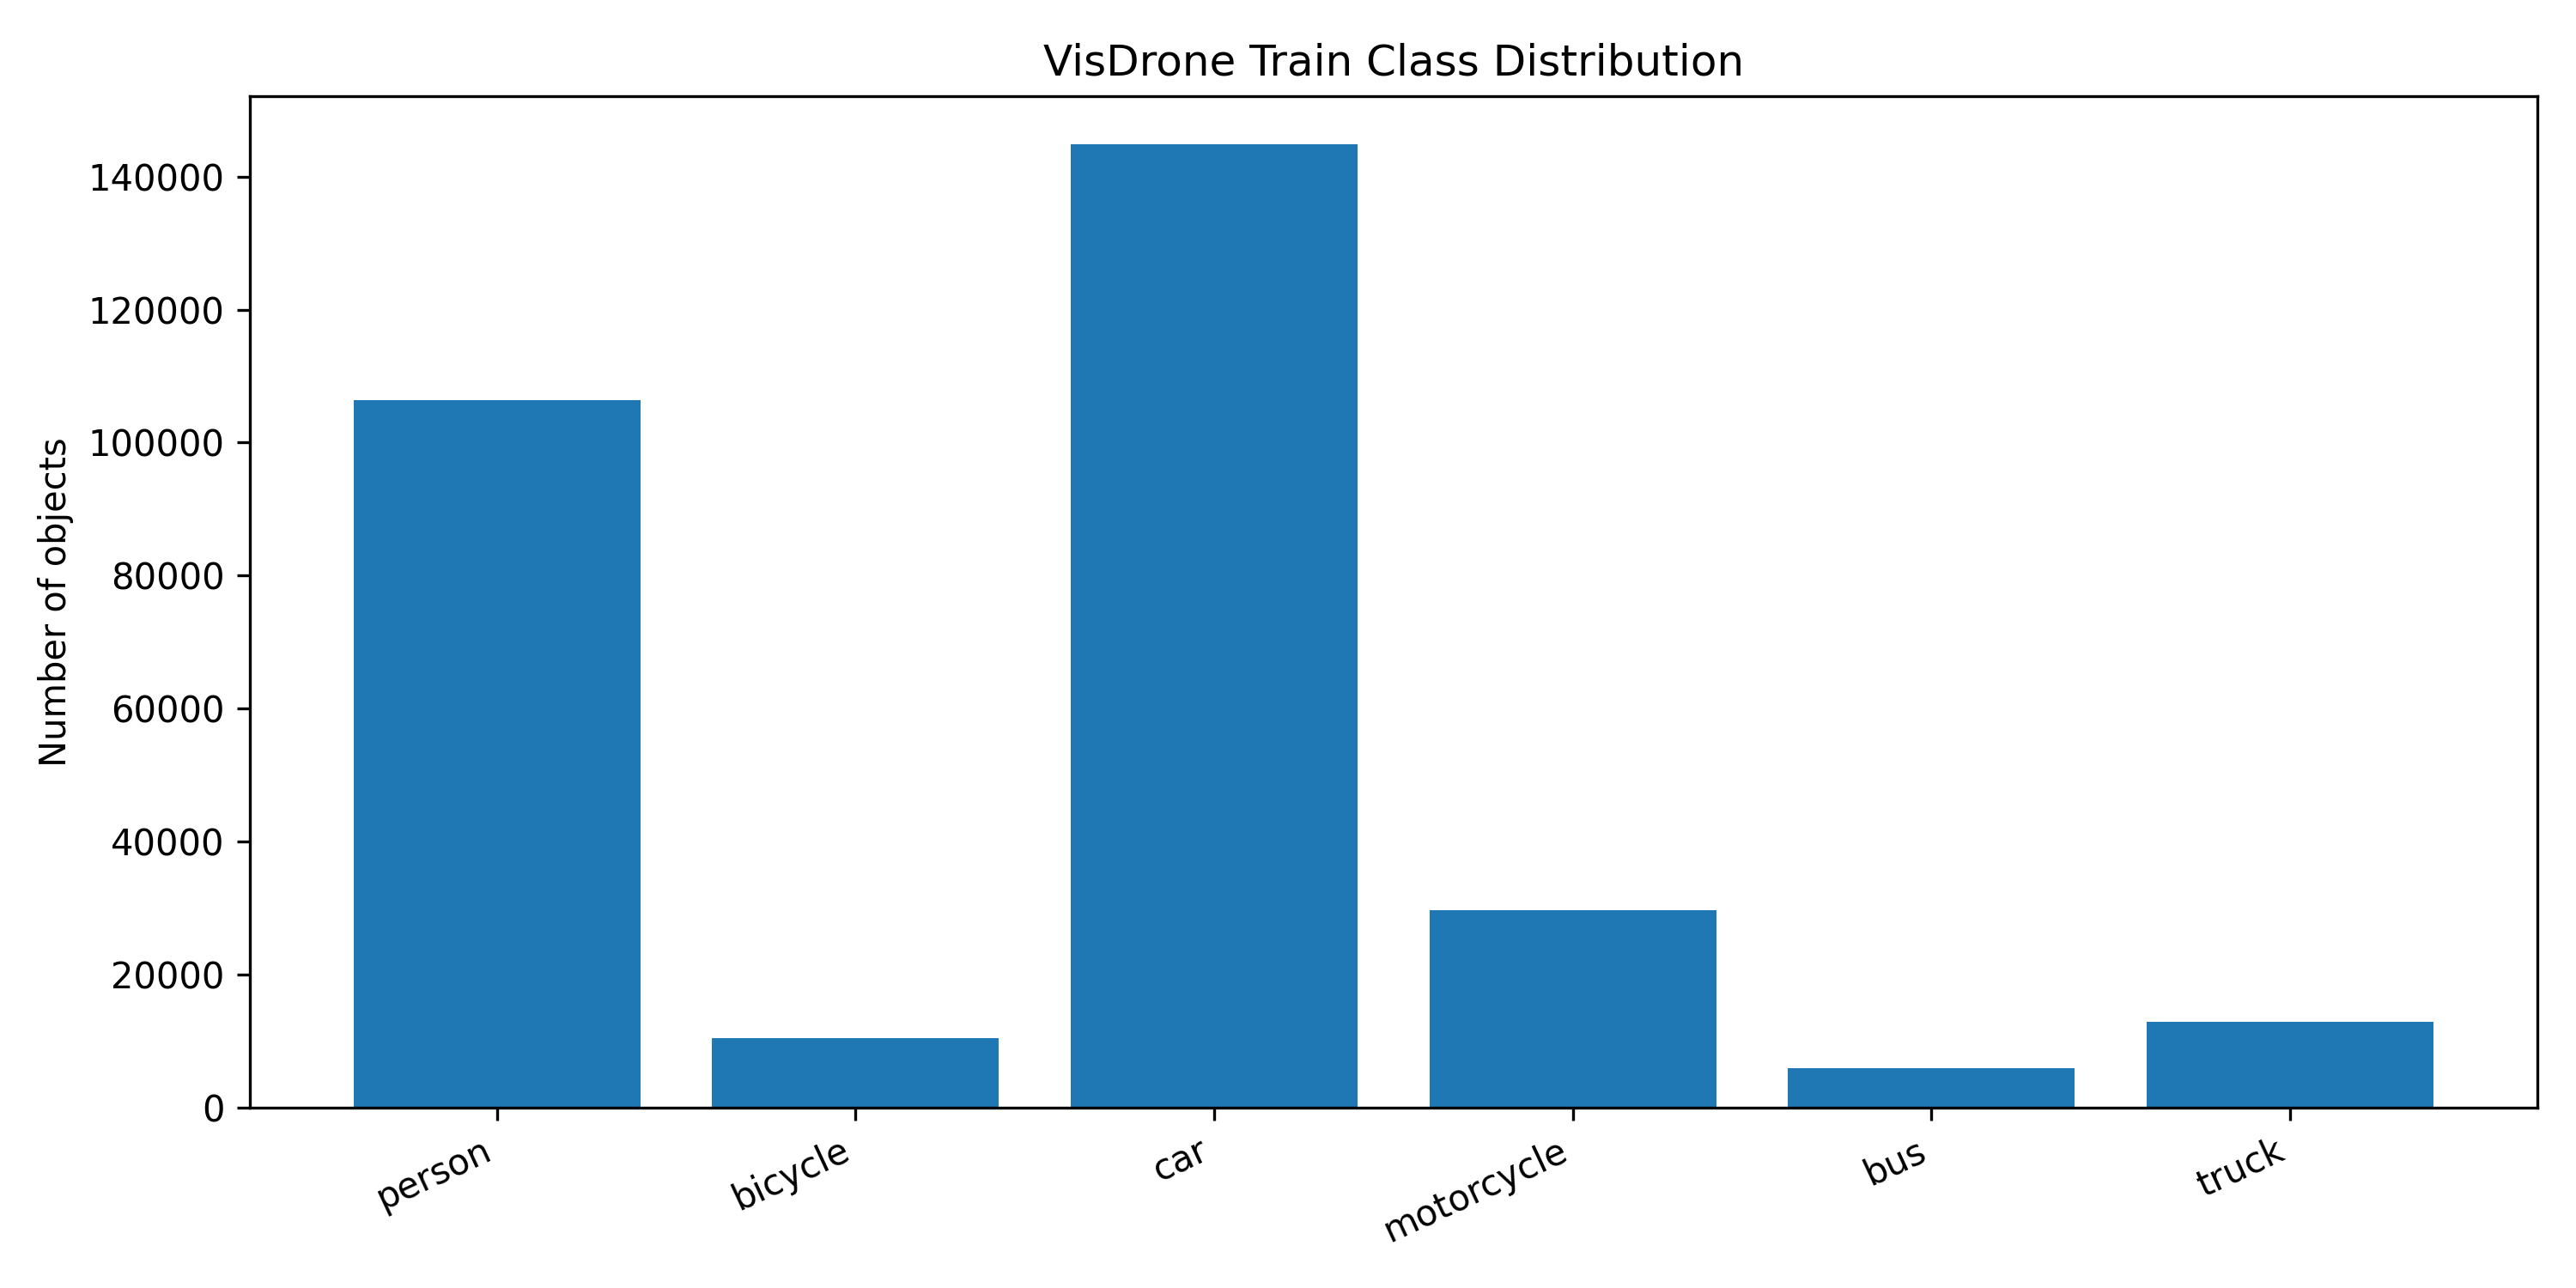 VisDrone Train Class Distribution
Number of objects
140000
120000
100000
80000
60000
40000
20000
0
person
bicycle
car
motorcycle
bus
truck